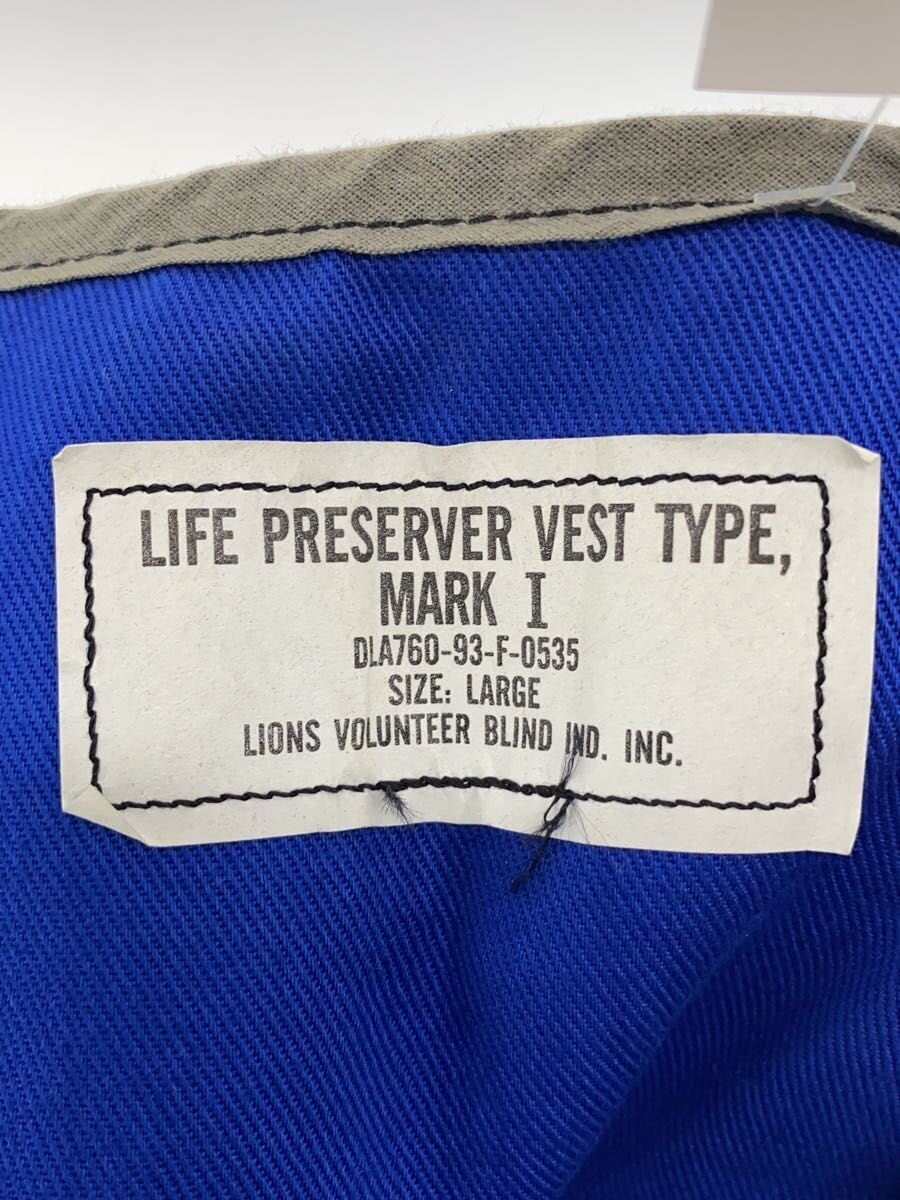 LIFE PRESERVER VEST TYPE,
MARK I
DLA760-93-F-0535
SIZE: LARGE
LIONS VOLUNTEER BLIND IND. INC.